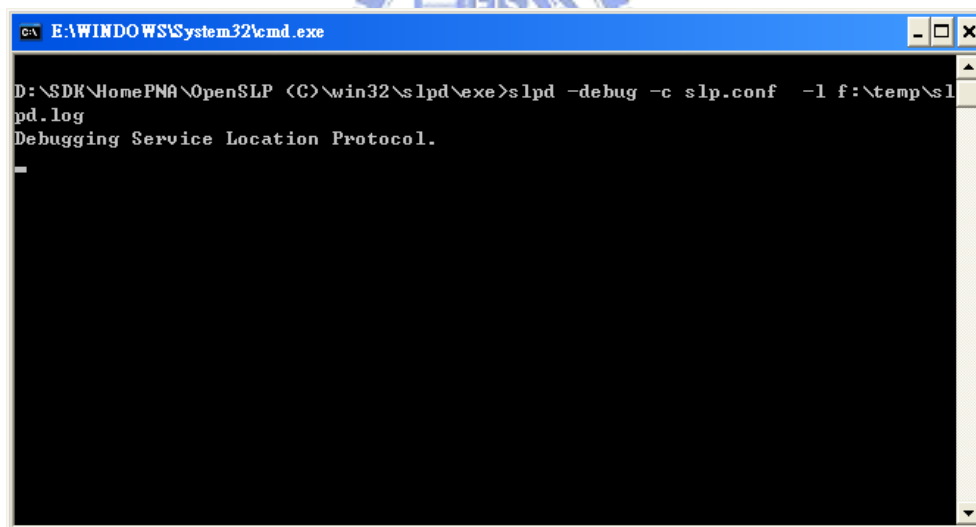 E:\WINDOWS\System32\cmd.exe
D:\SDK\HomePNA\OpenSLP (C)\win32\slpd\exe>slpd -debug -c slp.conf  -l f:\temp\sl
pd.log
Debugging Service Location Protocol.